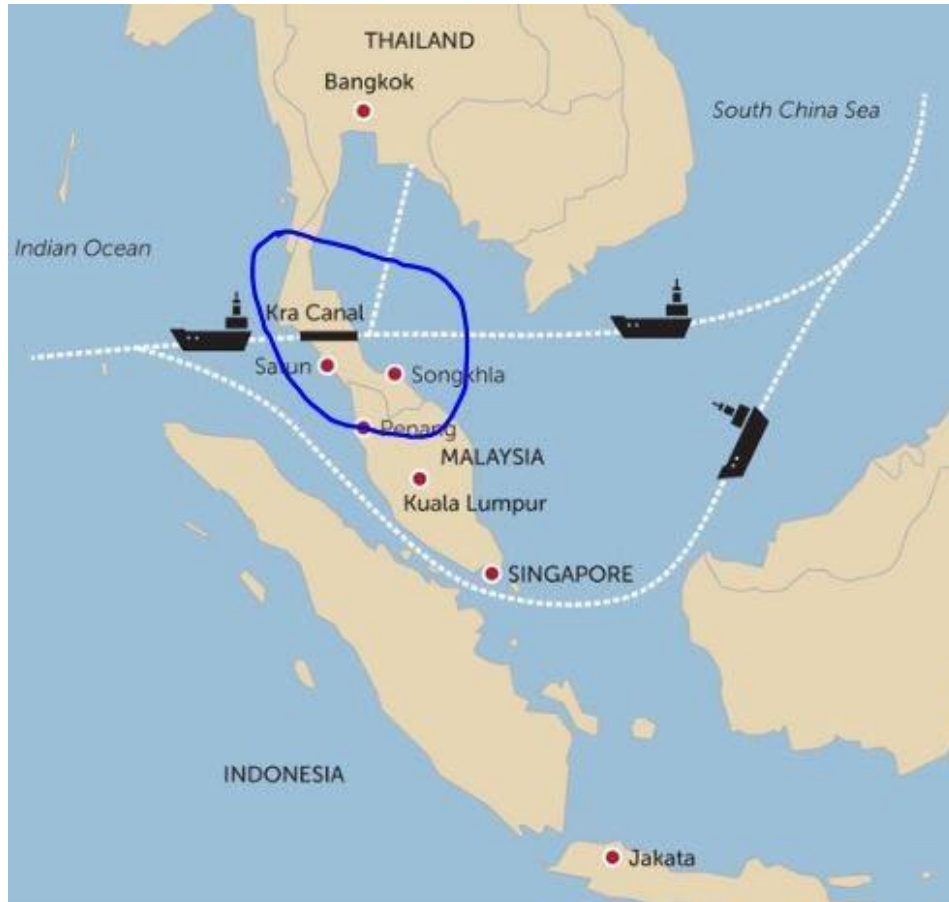 THAILAND
Bangkok
South China Sea
Indian Ocean
Kra Canal
Satun
Songkhla
Penang
MALAYSIA
Kuala Lumpur
SINGAPORE
INDONESIA
Jakata